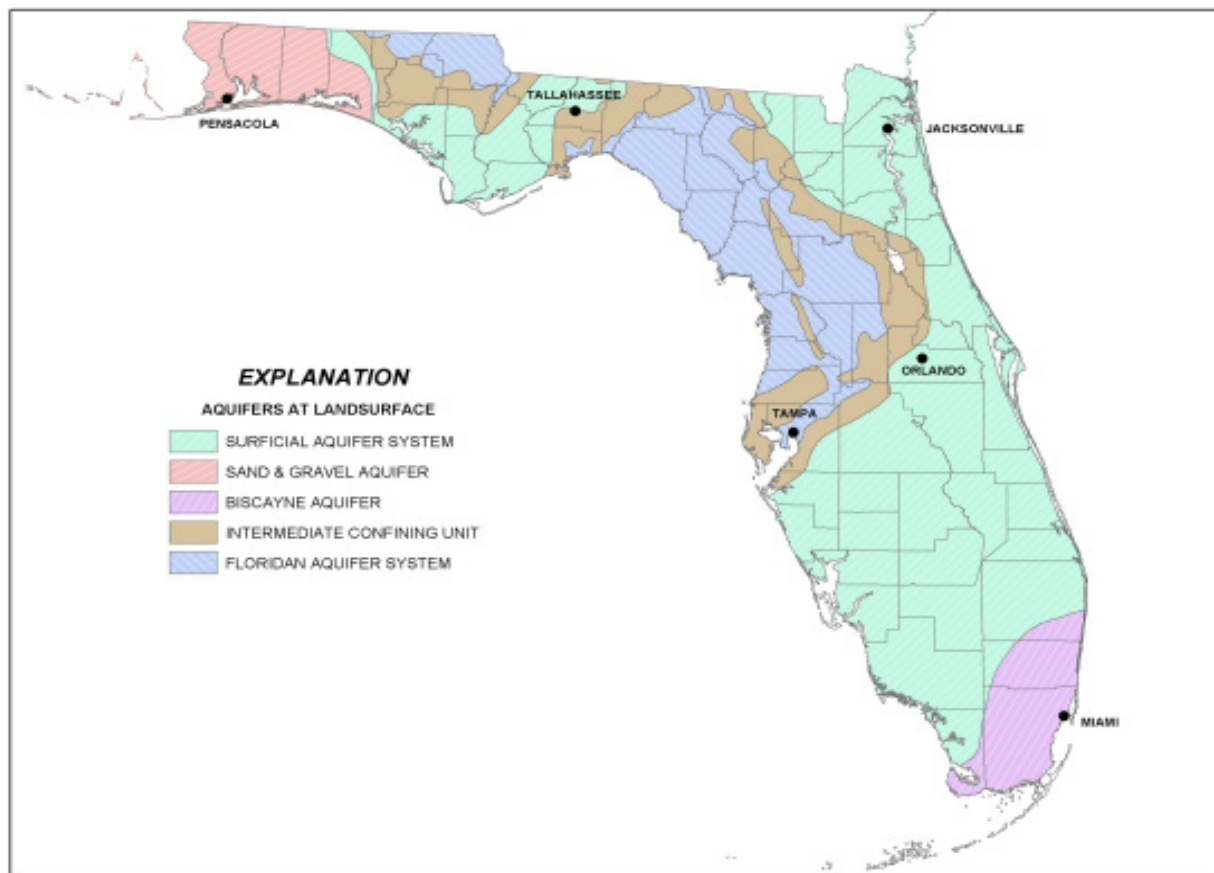 TALLAHASSEE
PENSACOLA
JACKSONVILLE
ORLANDO
TAMPA
MIAMI
EXPLANATION
AQUIFERS AT LANDSURFACE
SURFICIAL AQUIFER SYSTEM
SAND & GRAVEL AQUIFER
BISCAYNE AQUIFER
INTERMEDIATE CONFINING UNIT
FLORIDAN AQUIFER SYSTEM